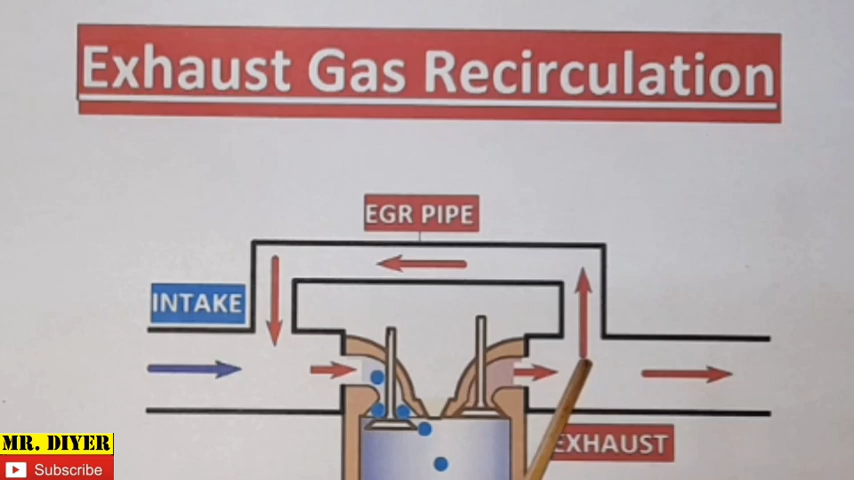 Exhaust Gas Recirculation
EGR PIPE
INTAKE
EXHAUST
MR. DIYER
Subscribe